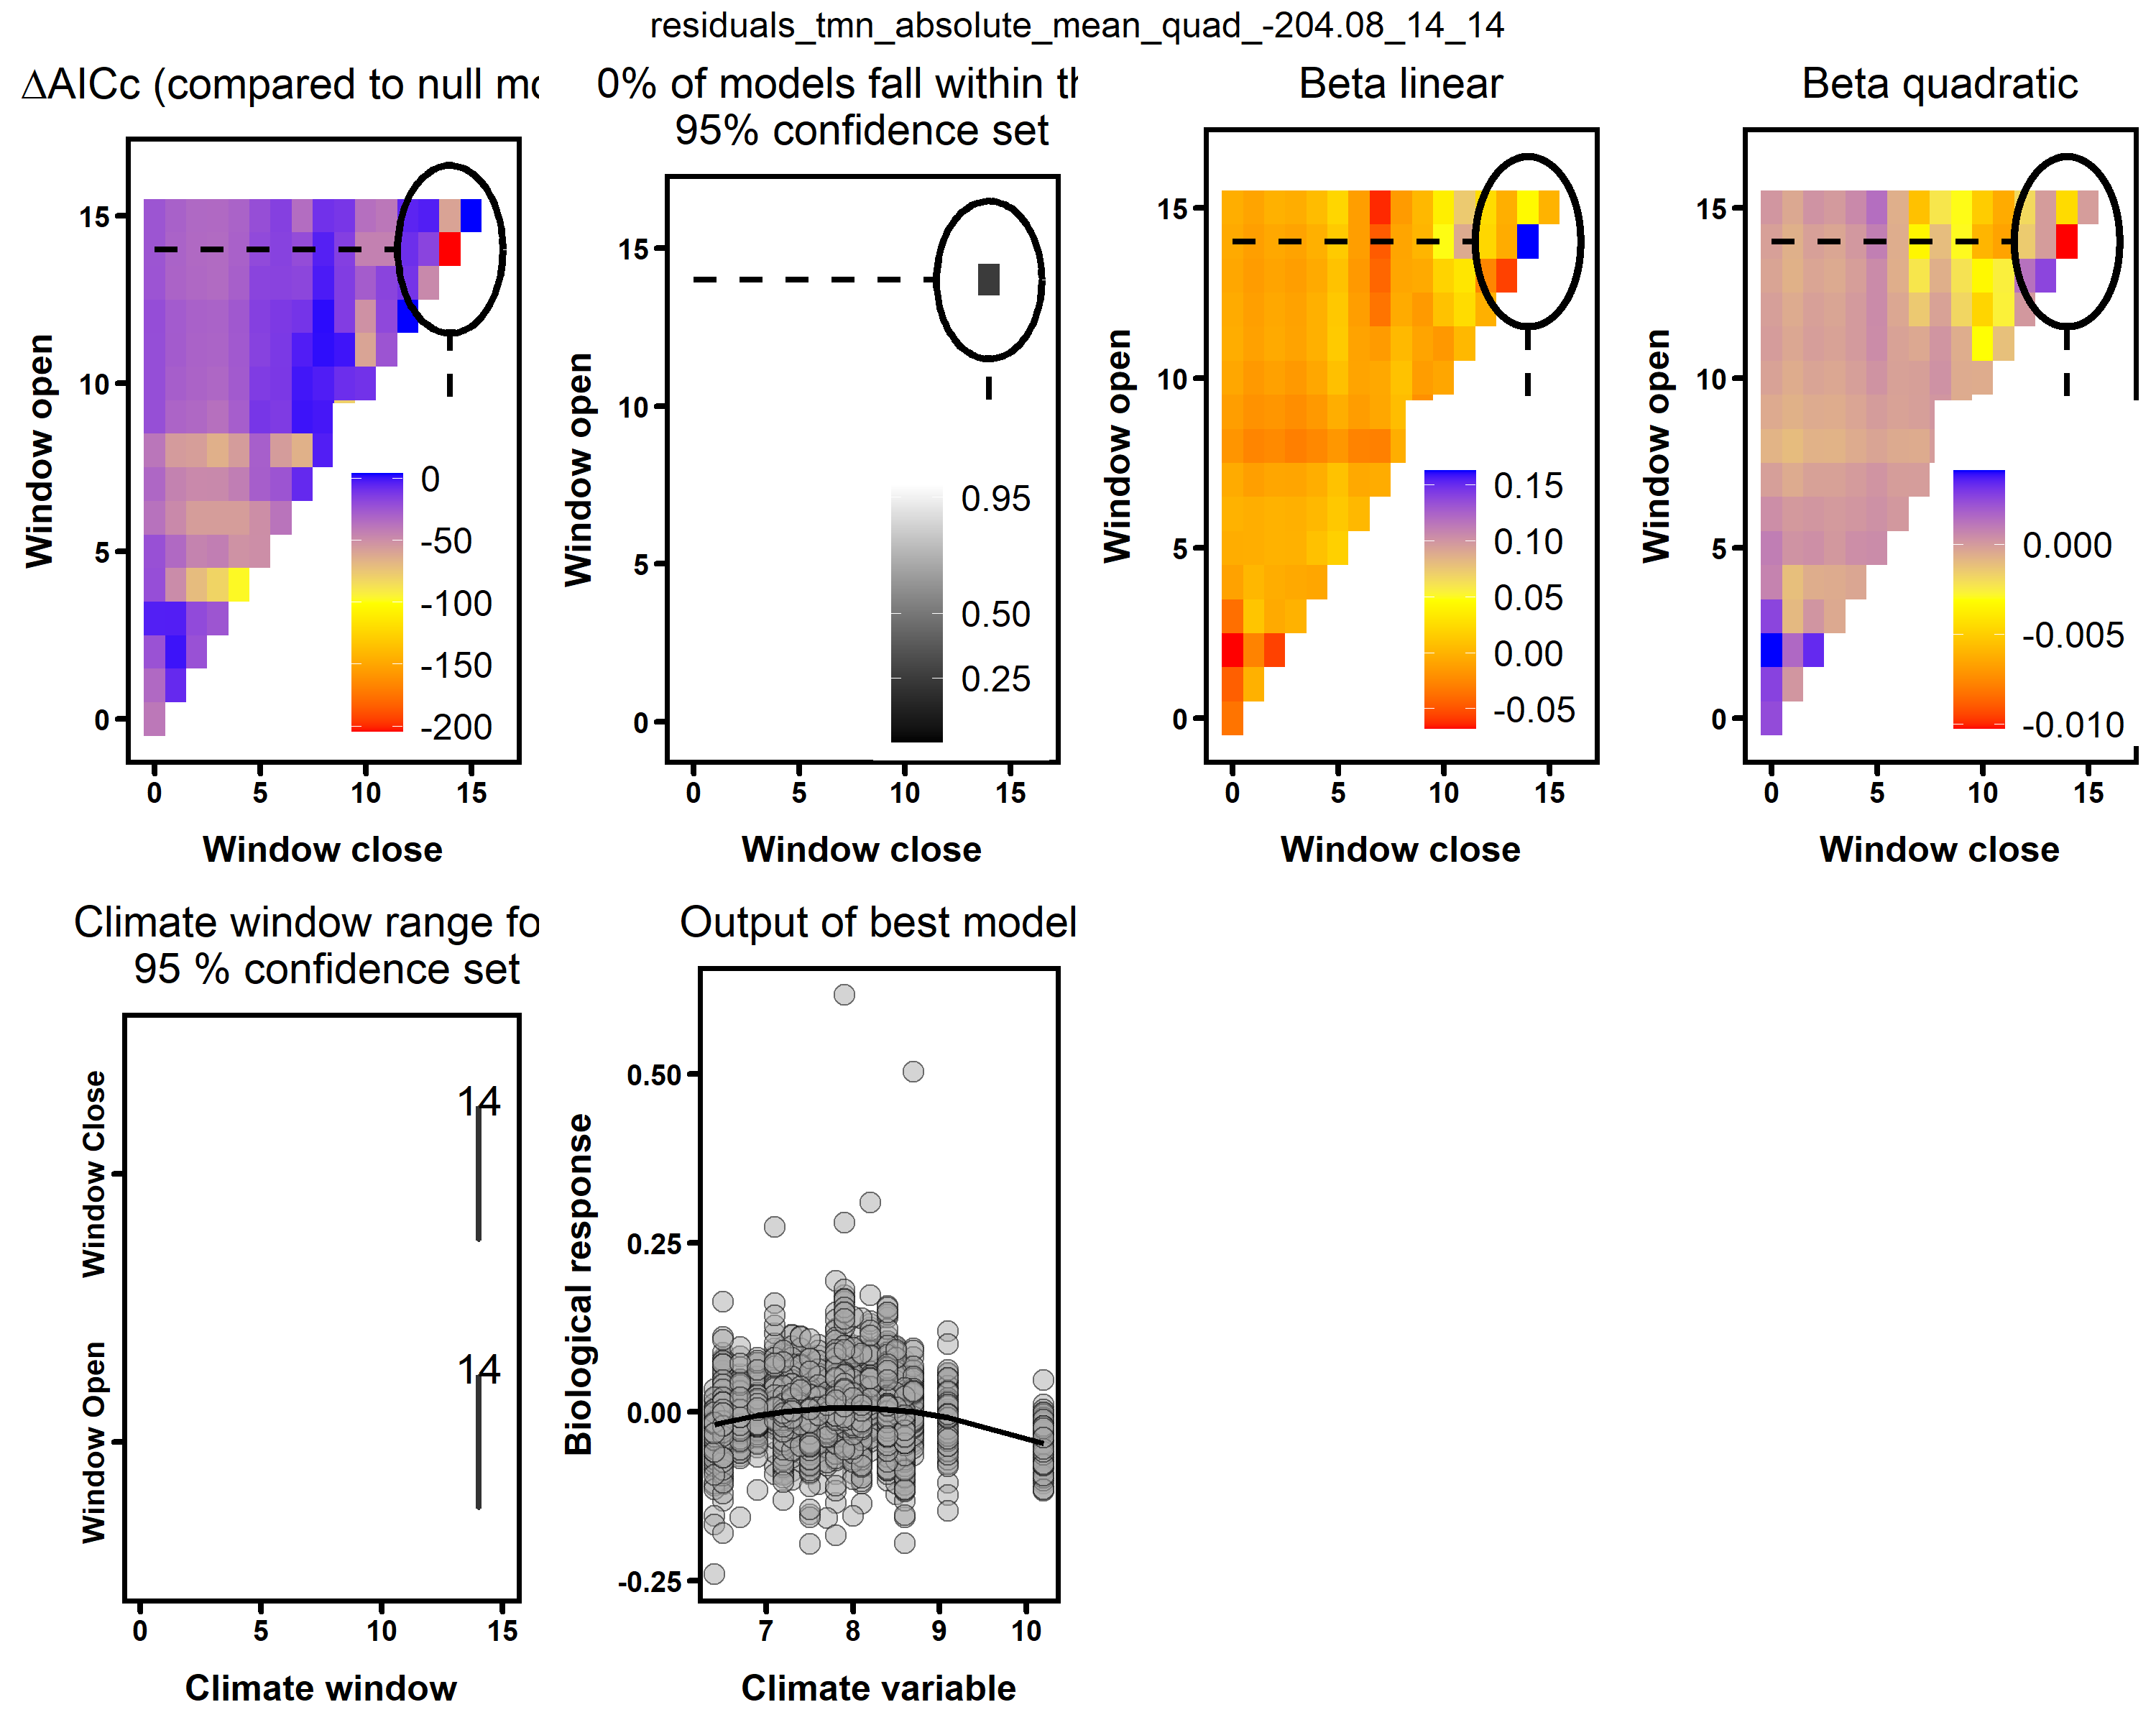 residuals_tmn_absolute_mean_quad_-204.08_14_14
ΔAICc (compared to null mo
Window open
15
10
5
0
0
-50
-100
-150
-200
0 5 10 15
Window close
0% of models fall within th
95% confidence set
Window open
15
10
5
0
0.95
0.50
0.25
0 5 10 15
Window close
Beta linear
Window open
15
10
5
0
0.15
0.10
0.05
0.00
-0.05
0 5 10 15
Window close
Beta quadratic
Window open
15
10
5
0
0.000
-0.005
-0.010
0 5 10 15
Window close
Climate window range fo
95 % confidence set
Window Close
14
Window Open
14
0 5 10 15
Climate window
Output of best model
Biological response
0.50
0.25
0.00
-0.25
7 8 9 10
Climate variable